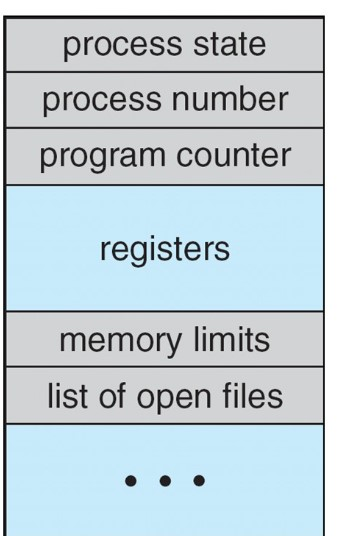 process state
process number
program counter
registers
memory limits
list of open files
• • •